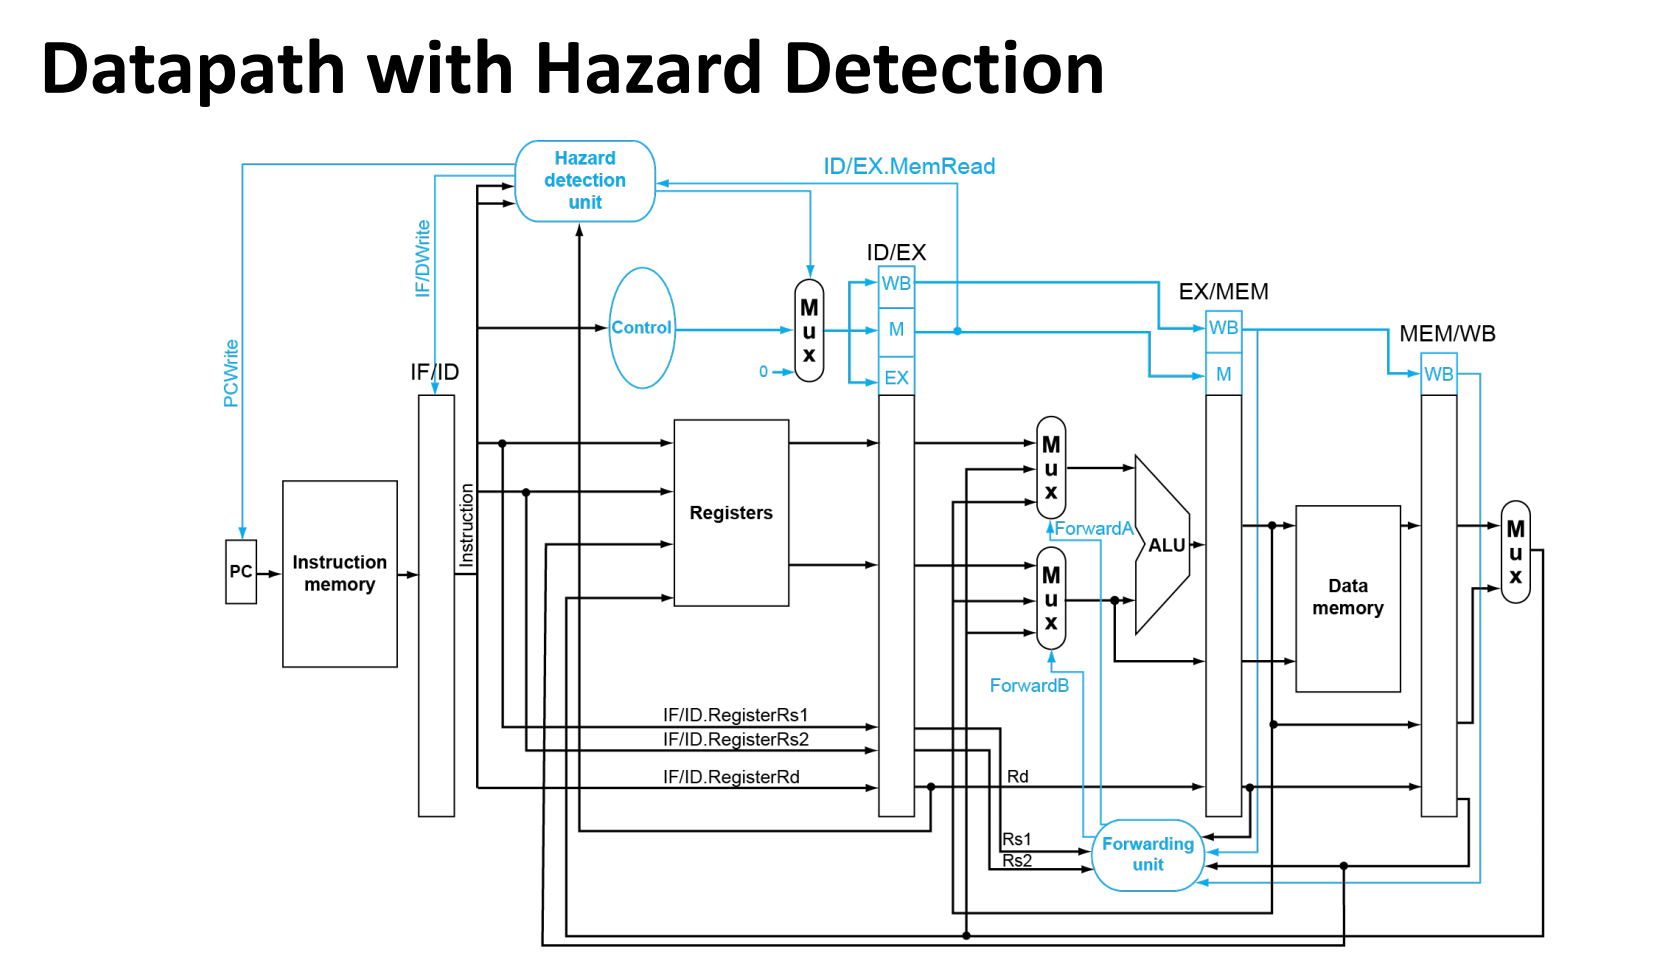 Datapath with Hazard Detection
Hazard
detection
unit
ID/EX.MemRead
IF/DWrite
PCWrite
ID/EX
WB
M
EX
Control
M
u
x
0
EX/MEM
WB
M
MEM/WB
WB
IF/ID
Instruction
PC
Instruction
memory
Registers
M
u
x
ForwardA
M
u
x
ForwardB
ALU
Data
memory
M
u
x
IF/ID.RegisterRs1
IF/ID.RegisterRs2
IF/ID.RegisterRd
Rd
Rs1
Rs2
Forwarding
unit